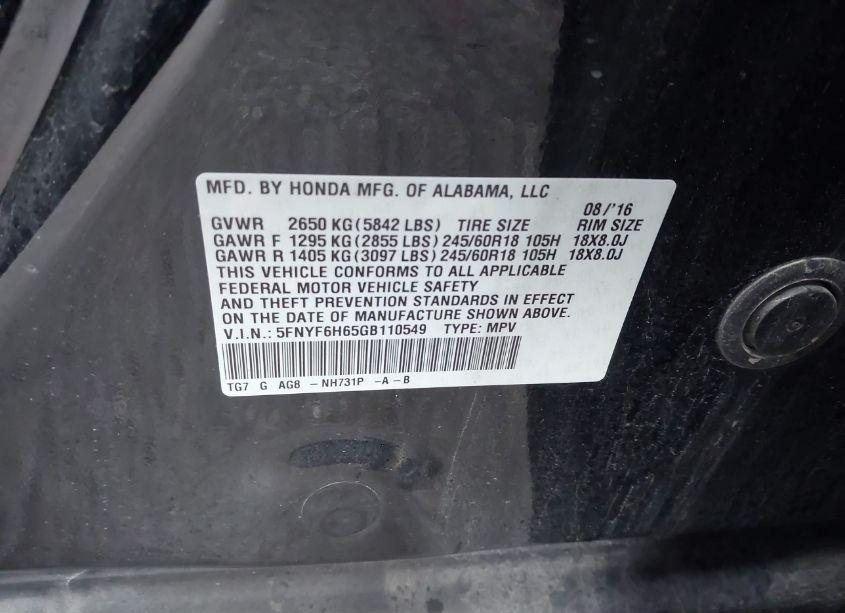 MFD. BY HONDA MFG. OF ALABAMA, LLC
08/'16
GVWR 2650 KG (5842 LBS) TIRE SIZE RIM SIZE
GAWR F 1295 KG (2855 LBS) 245/60R18 105H 18X8.0J
GAWR R 1405 KG (3097 LBS) 245/60R18 105H 18X8.0J
THIS VEHICLE CONFORMS TO ALL APPLICABLE
FEDERAL MOTOR VEHICLE SAFETY
AND THEFT PREVENTION STANDARDS IN EFFECT
ON THE DATE OF MANUFACTURE SHOWN ABOVE.
V.I.N.: 5FNYF6H65GB110549 TYPE: MPV
TG7 G AG8 - NH731P -A-B